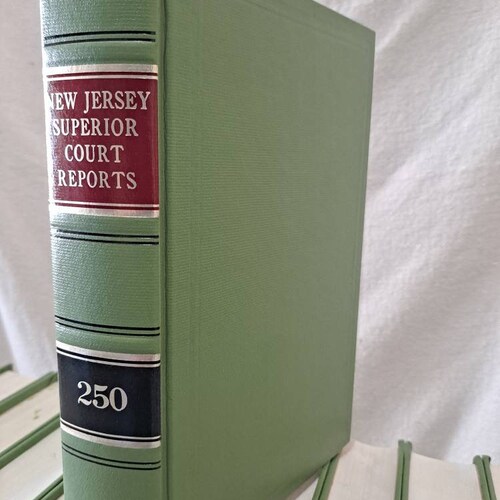 NEW JERSEY
SUPERIOR
COURT
REPORTS
250